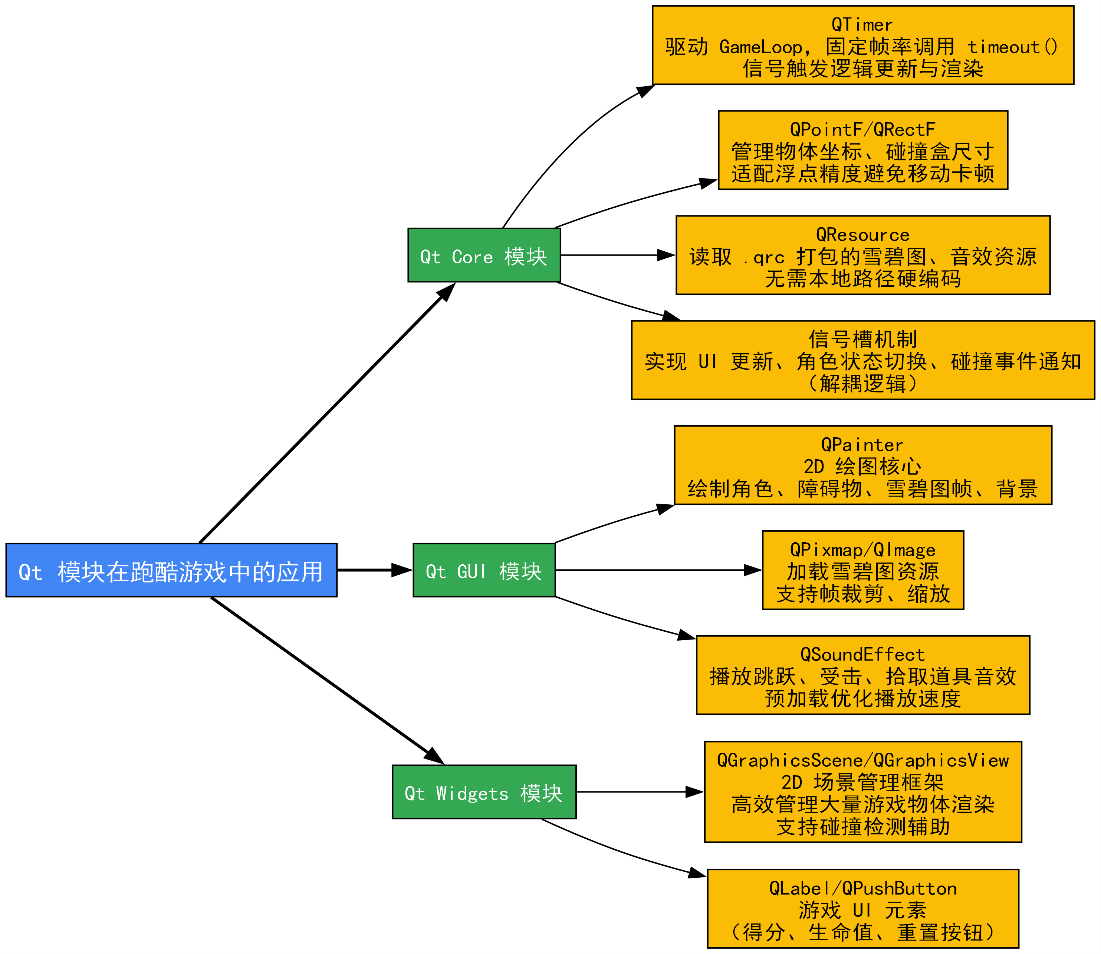 Qt 模块在跑酷游戏中的应用
Qt Core 模块
QTimer
驱动 GameLoop, 固定帧率调用 timeout()
信号触发逻辑更新与渲染
QPointF/QRectF
管理物体坐标、碰撞盒尺寸
适配浮点精度避免移动卡顿
QResource
读取 .qrc 打包的雪碧图、音效资源
无需本地路径硬编码
信号槽机制
实现 UI 更新、角色状态切换、碰撞事件通知
（解耦逻辑）
Qt GUI 模块
QPainter
2D 绘图核心
绘制角色、障碍物、雪碧图帧、背景
QPixmap/QImage
加载雪碧图资源
支持帧裁剪、缩放
QSoundEffect
播放跳跃、受击、拾取道具音效
预加载优化播放速度
Qt Widgets 模块
QGraphicsScene/QGraphicsView
2D 场景管理框架
高效管理大量游戏物体渲染
支持碰撞检测辅助
QLabel/QPushButton
游戏 UI 元素
（得分、生命值、重置按钮）